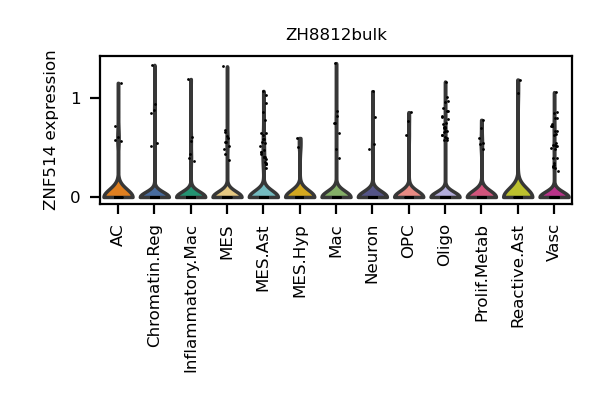 ZH8812bulk
ZNF514 expression
1
0
AC
Chromatin.Reg
Inflammatory.Mac
MES
MES.Ast
MES.Hyp
Mac
Neuron
OPC
Oligo
Prolif.Metab
Reactive.Ast
Vasc